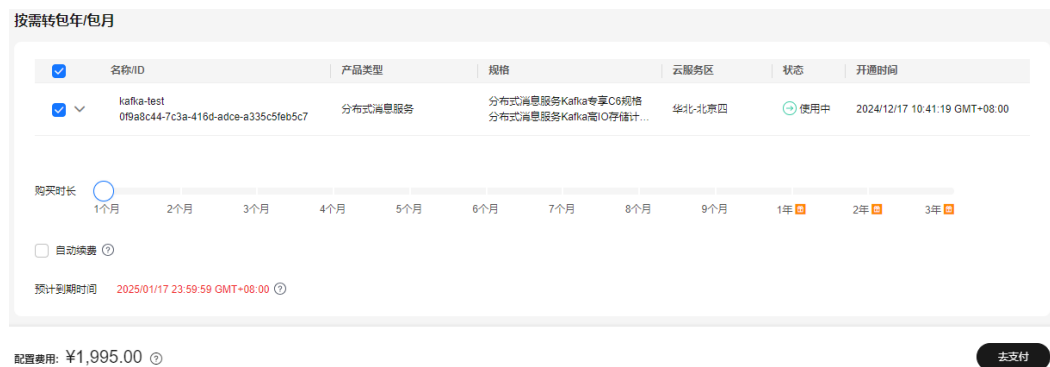 按需转包年/包月
名称/ID 产品类型 规格 云服务区 状态 开通时间
kafka-test
0f9a8c44-7c3a-416d-adce-a335c5feb5c7
分布式消息服务
分布式消息服务Kafka专享C6规格
分布式消息服务Kafka高IO存储计...
华北-北京四
使用中
2024/12/17 10:41:19 GMT+08:00
购买时长
1个月 2个月 3个月 4个月 5个月 6个月 7个月 8个月 9个月 1年 2年 3年
自动续费 ?
预计到期时间 2025/01/17 23:59:59 GMT+08:00 ?
配置费用: ¥1,995.00 ?
去支付